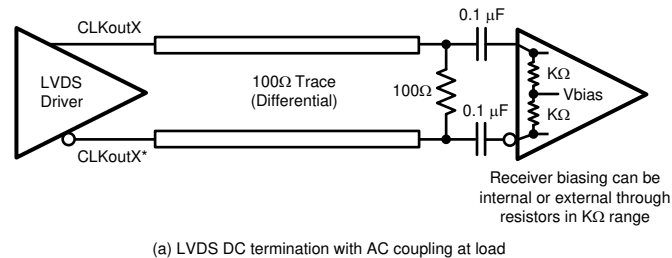 CLKoutX
0.1 µF
LVDS
Driver
100Ω Trace
(Differential)
100Ω
KΩ
Vbias
KΩ
0.1 µF
CLKoutX*
Receiver biasing can be
internal or external through
resistors in KΩ range
(a) LVDS DC termination with AC coupling at load